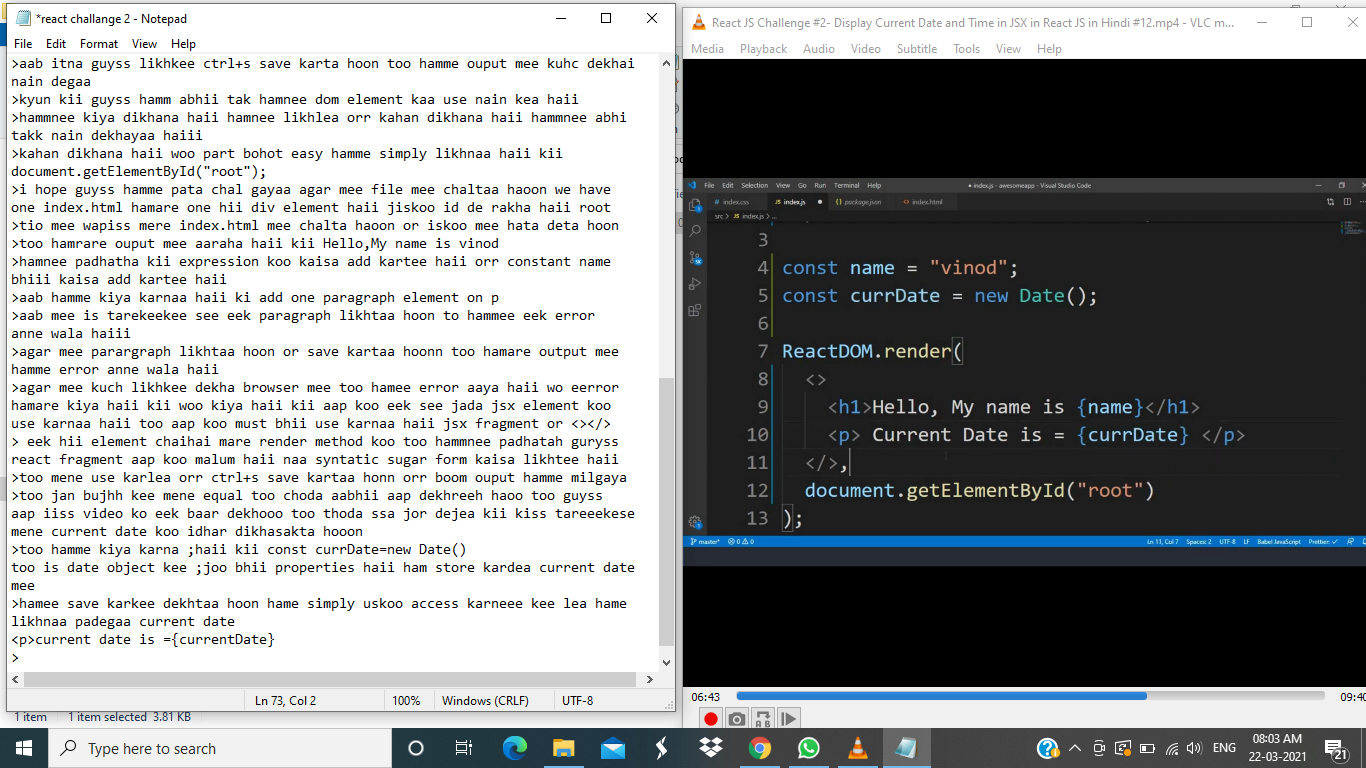 *react challange 2 - Notepad
File Edit Format View Help
>aab itna guyss likhkee ctrl+s save karta hoon too hamme ouput mee kuhc dekhai
nain degaa
>kyun kii guyss hamm abhii tak hamnee dom element kaa use nain kea haii
>hammnee kiya dikhana haii hamnee likhlea orr kahan dikhana haii hammnee abhi
takk nain dekhayaa haiii
>kahan dikhana haii woo part bohot easy hamme simply likhnaa haii kii
document.getElementById("root");
>i hope guyss hamme pata chal gayaa agar mee file mee chaltaa haoon we have
one index.html hamare one hii div element haii jiskoo id de rakha haii root
>tio mee wapiss mere index.html mee chalta haoon or iskoo mee hata deta hoon
>too hamrare ouput mee aaraha haii kii Hello,My name is vinod
>hamnee padhatha kii expression koo kaisa add kartee haii orr constant name
bhiii kaisa add kartee haii
>aab hamme kiya karnaa haii ki add one paragraph element on p
>aab mee is tarekeekee see eek paragraph likhtaa hoon to hammee eek error
anne wala haiii
>agar mee parargraph likhtaa hoon or save kartaa hoonn too hamare output mee
hamme error anne wala haii
>agar mee kuch likhkee dekha browser mee too hamee error aaya haii wo eerror
hamare kiya haii kii woo kiya haii kii aap koo eek see jada jsx element koo
use karnaa haii too aap koo must bhii use karnaa haii jsx fragment or <></>
> eek hii element chaihai mare render method koo too hammnee padhatah guryss
react fragment aap koo malum haii naa syntatic sugar form kaisa likhtee haii
>too mene use karlea orr ctrl+s save kartaa honn orr boom ouput hamme milgaya
>too jan bujhh kee mene equal too choda aabhii aap dekhreeh haoo too guyss
aap iiss video ko eek baar dekhooo too thoda ssa jor dejea kii kiss tareeekese
mene current date koo idhar dikhasakta hooon
>too hamme kiya karna ;haii kii const currDate=new Date()
too is date object kee ;joo bhii properties haii ham store kardea current date
mee
>hamee save karkee dekhtaa hoon hame simply uskoo access karneee kee lea hame
likhnaa padegaa current date
<p>current date is ={currentDate}
>
Ln 73, Col 2 100% Windows (CRLF) UTF-8
1 item 1 item selected 3.81 KB
React JS Challenge #2- Display Current Date and Time in JSX in React JS in Hindi #12.mp4 - VLC m...
Media Playback Audio Video Subtitle Tools View Help
File Edit Selection View Go Run Terminal Help
● index.js - awesomeapp - Visual Studio Code
# index.css JS index.js ● {} package.json <> index.html
src > JS index.js > ...
3
4 const name = "vinod";
5 const currDate = new Date();
6
7 ReactDOM.render(
8 <>
9 <h1>Hello, My name is {name}</h1>
10 <p> Current Date is = {currDate} </p>
11 </>,
12 document.getElementById("root")
13 );
master* 0 0 Ln 11, Col 7 Spaces: 2 UTF-8 LF Babel JavaScript Prettier: ✓
06:43 09:40
Type here to search
ENG 08:03 AM
22-03-2021
21